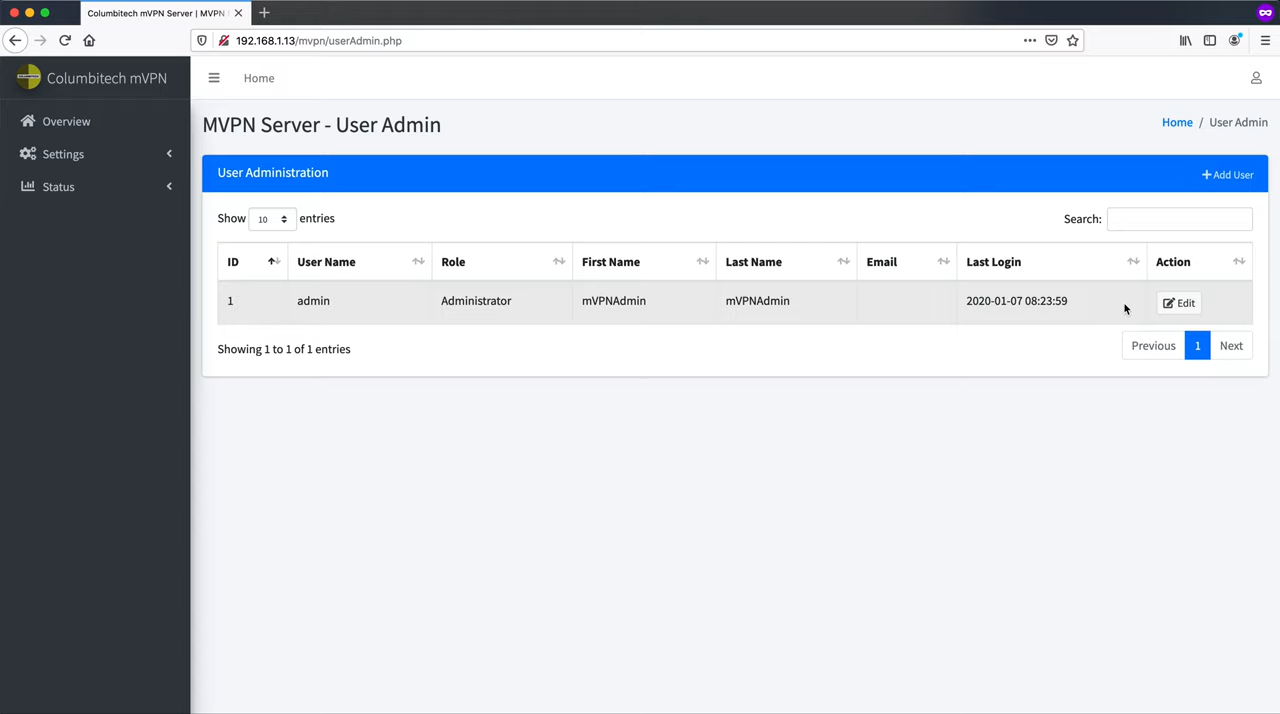 Columbitech mVPN Server | MVPN
192.168.1.13/mvpn/userAdmin.php
Columbitech mVPN
Home
Overview
Settings
Status
MVPN Server - User Admin
Home / User Admin
User Administration
Add User
Show 10 entries
Search:
ID User Name Role First Name Last Name Email Last Login Action
1 admin Administrator mVPNAdmin mVPNAdmin 2020-01-07 08:23:59 Edit
Showing 1 to 1 of 1 entries
Previous 1 Next